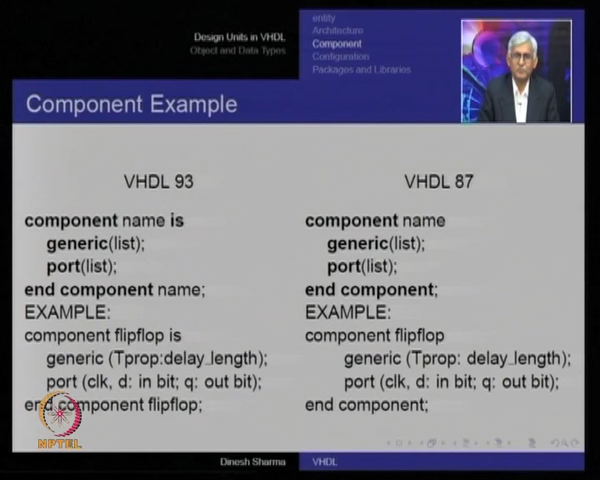 Design Units in VHDL
Object and Data Types
entity
Architecture
Component
Configuration
Packages and Libraries
Component Example
VHDL 93
component name is
generic(list);
port(list);
end component name;
EXAMPLE:
component flipflop is
generic (Tprop:delay_length);
port (clk, d: in bit; q: out bit);
end component flipflop;
VHDL 87
component name
generic(list);
port(list);
end component;
EXAMPLE:
component flipflop
generic (Tprop: delay_length);
port (clk, d: in bit; q: out bit);
end component;
NPTEL
Dinesh Sharma
VHDL